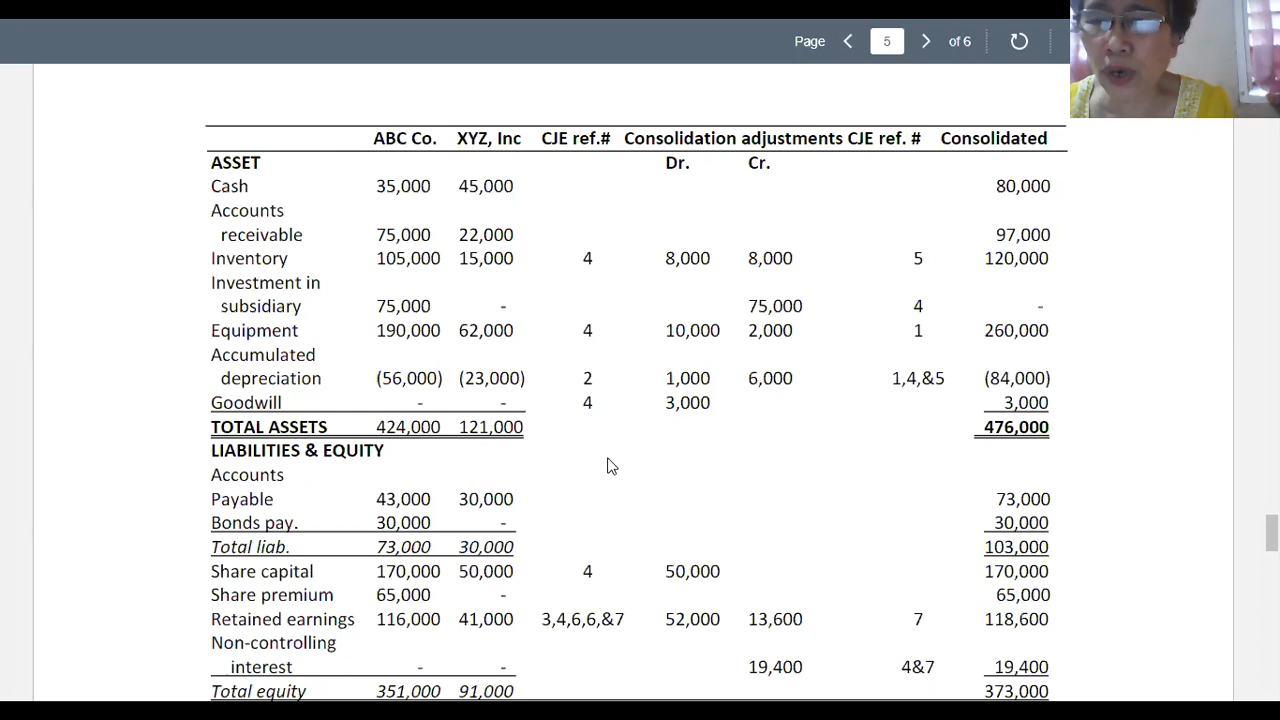 Page 5 of 6
ABC Co. XYZ, Inc CJE ref.# Consolidation adjustments CJE ref. # Consolidated
ASSET Dr. Cr.
Cash 35,000 45,000 80,000
Accounts
receivable 75,000 22,000 97,000
Inventory 105,000 15,000 4 8,000 8,000 5 120,000
Investment in
subsidiary 75,000 - 75,000 4 -
Equipment 190,000 62,000 4 10,000 2,000 1 260,000
Accumulated
depreciation (56,000) (23,000) 2 1,000 6,000 1,4,&5 (84,000)
Goodwill - - 4 3,000 3,000
TOTAL ASSETS 424,000 121,000 476,000
LIABILITIES & EQUITY
Accounts
Payable 43,000 30,000 73,000
Bonds pay. 30,000 - 30,000
Total liab. 73,000 30,000 103,000
Share capital 170,000 50,000 4 50,000 170,000
Share premium 65,000 - 65,000
Retained earnings 116,000 41,000 3,4,6,6,&7 52,000 13,600 7 118,600
Non-controlling
interest - - 19,400 4&7 19,400
Total equity 351,000 91,000 373,000